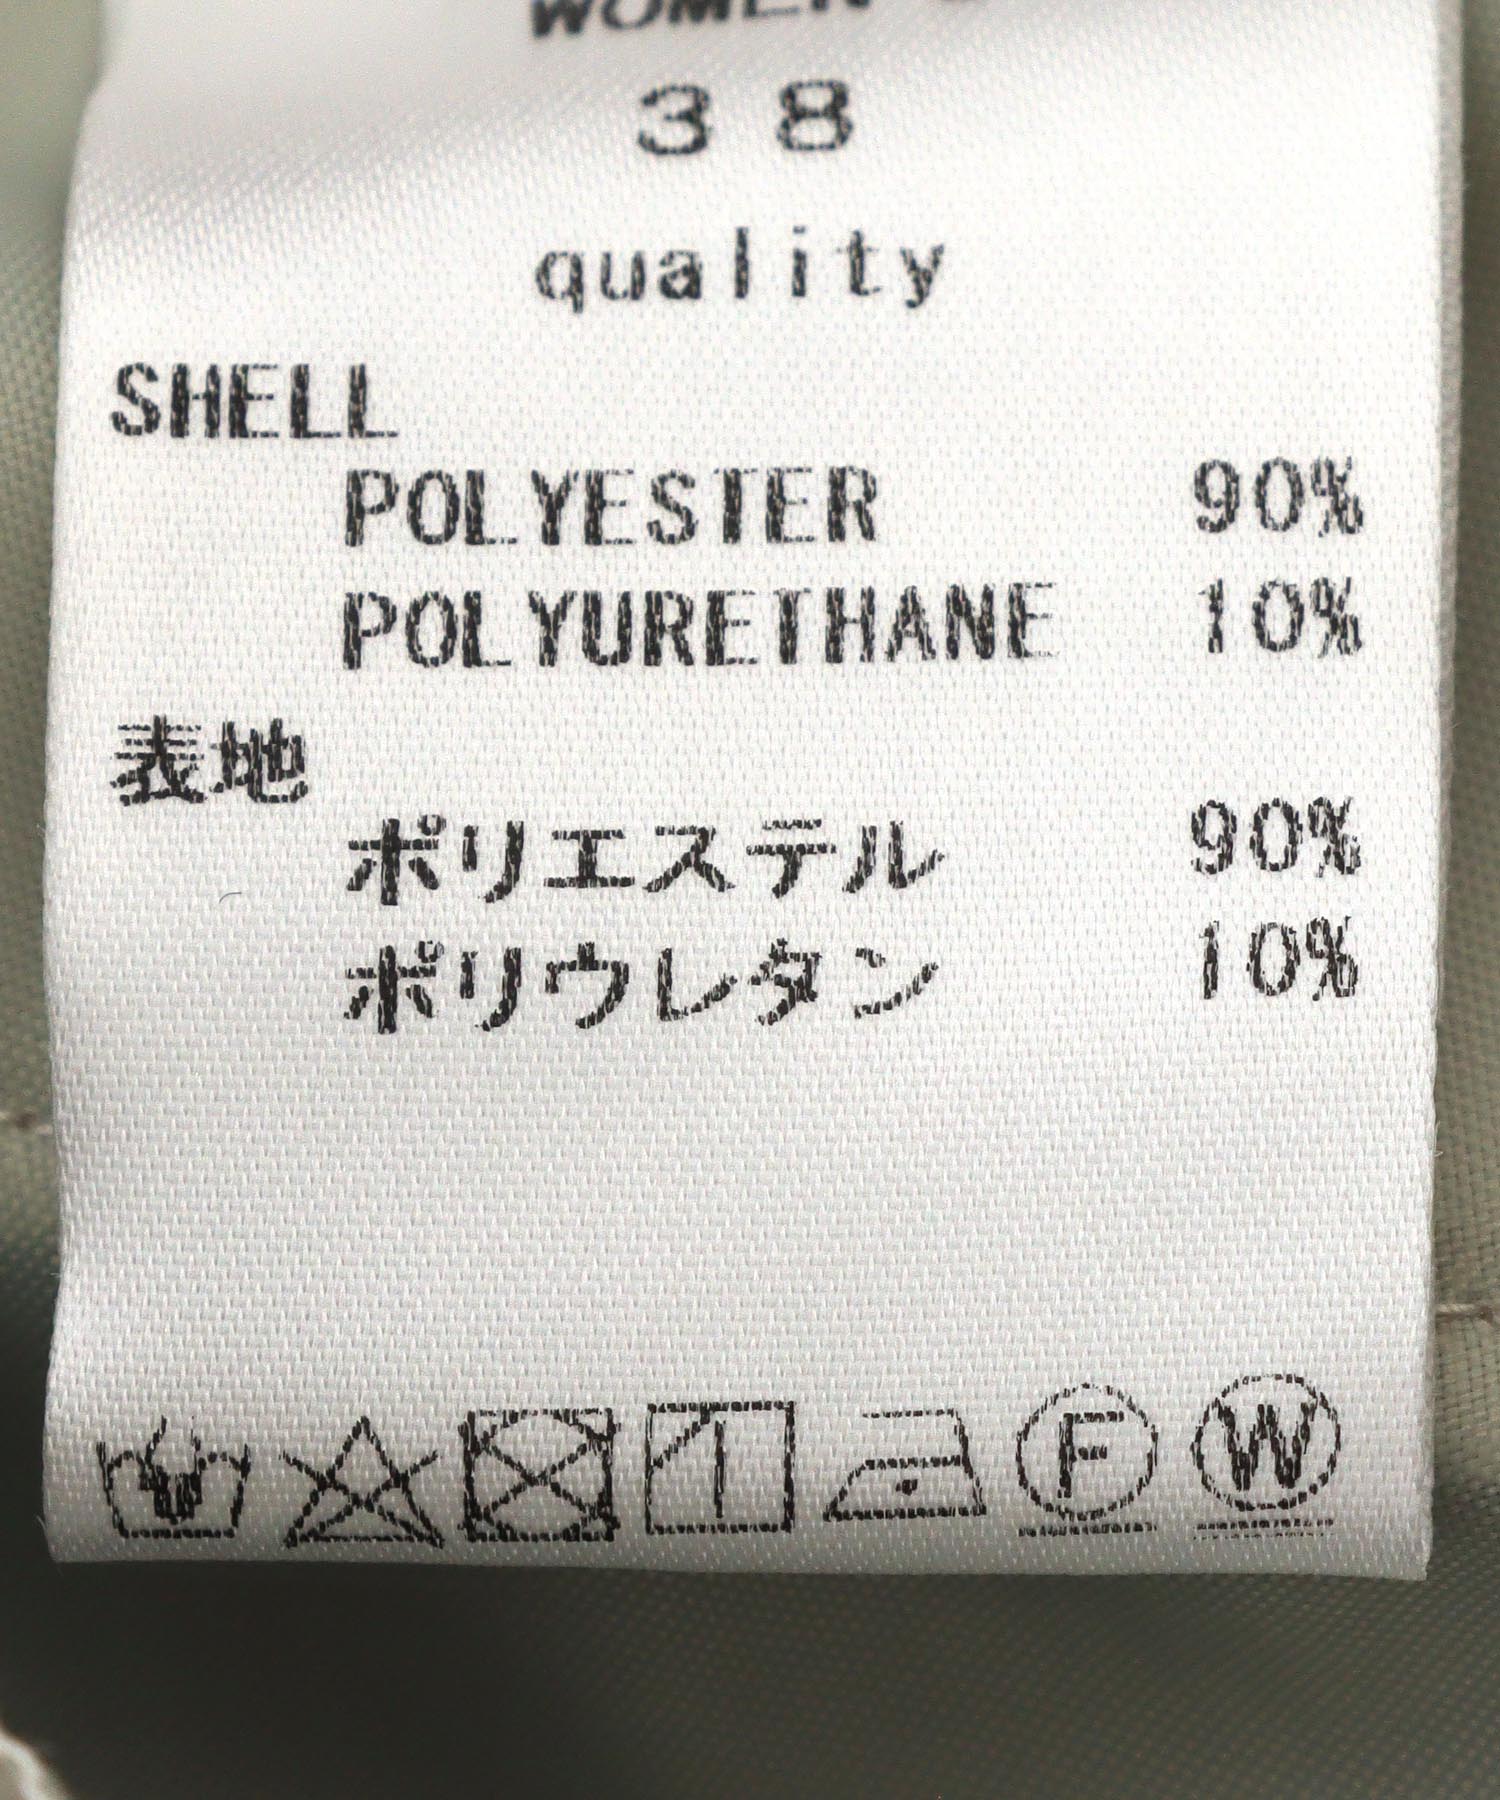 WOMEN'S
38
quality
SHELL
POLYESTER 90%
POLYURETHANE 10%
表地
ポリエステル 90%
ポリウレタン 10%
F W